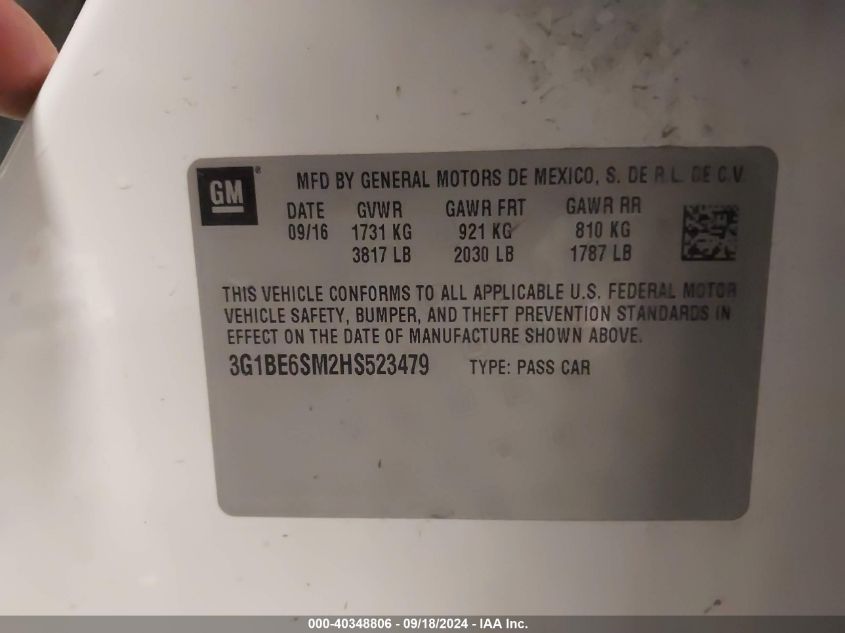 GM®
MFD BY GENERAL MOTORS DE MEXICO, S. DE R.L. DE C.V.
DATE GVWR GAWR FRT GAWR RR
09/16 1731 KG 921 KG 810 KG
3817 LB 2030 LB 1787 LB
THIS VEHICLE CONFORMS TO ALL APPLICABLE U.S. FEDERAL MOTOR
VEHICLE SAFETY, BUMPER, AND THEFT PREVENTION STANDARDS IN
EFFECT ON THE DATE OF MANUFACTURE SHOWN ABOVE.
3G1BE6SM2HS523479 TYPE: PASS CAR
000-40348806 - 09/18/2024 - IAA Inc.